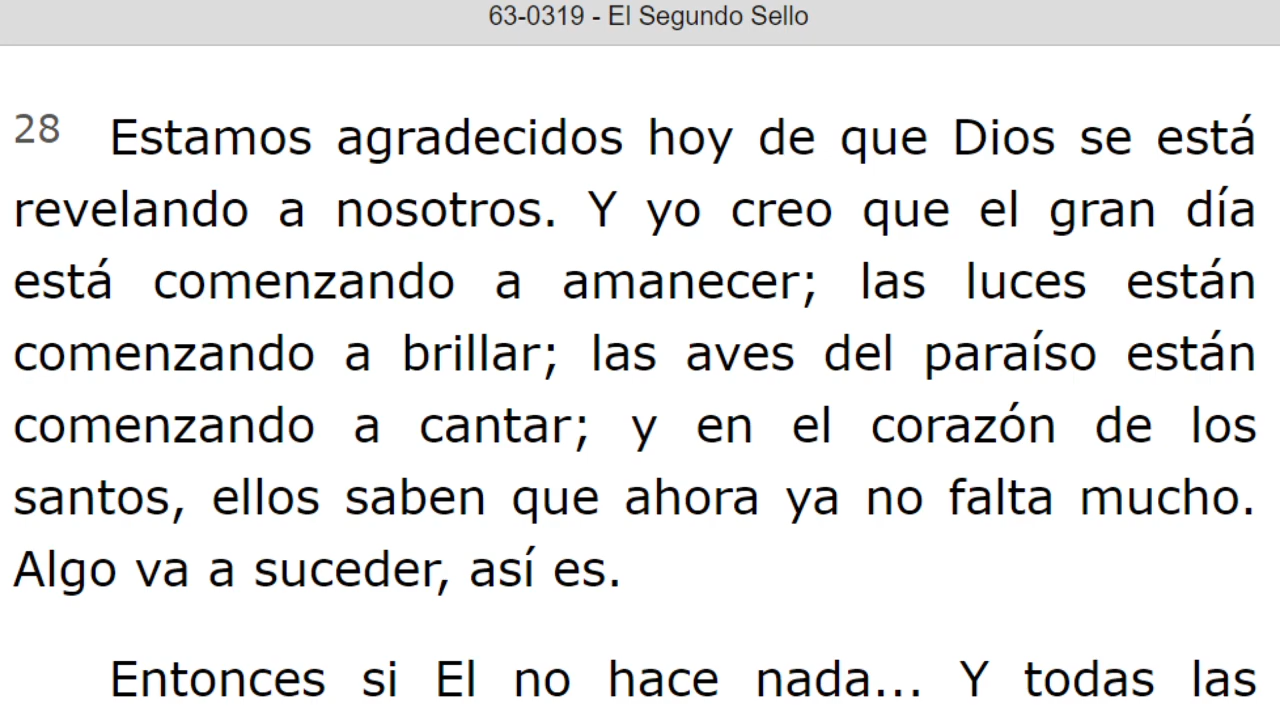 63-0319 - El Segundo Sello
28 Estamos agradecidos hoy de que Dios se está
revelando a nosotros. Y yo creo que el gran día
está comenzando a amanecer; las luces están
comenzando a brillar; las aves del paraíso están
comenzando a cantar; y en el corazón de los
santos, ellos saben que ahora ya no falta mucho.
Algo va a suceder, así es.
Entonces si El no hace nada... Y todas las